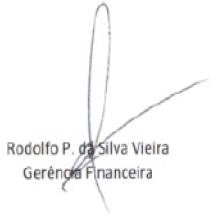 Rodolfo P. da Silva Vieira
Gerência Financeira